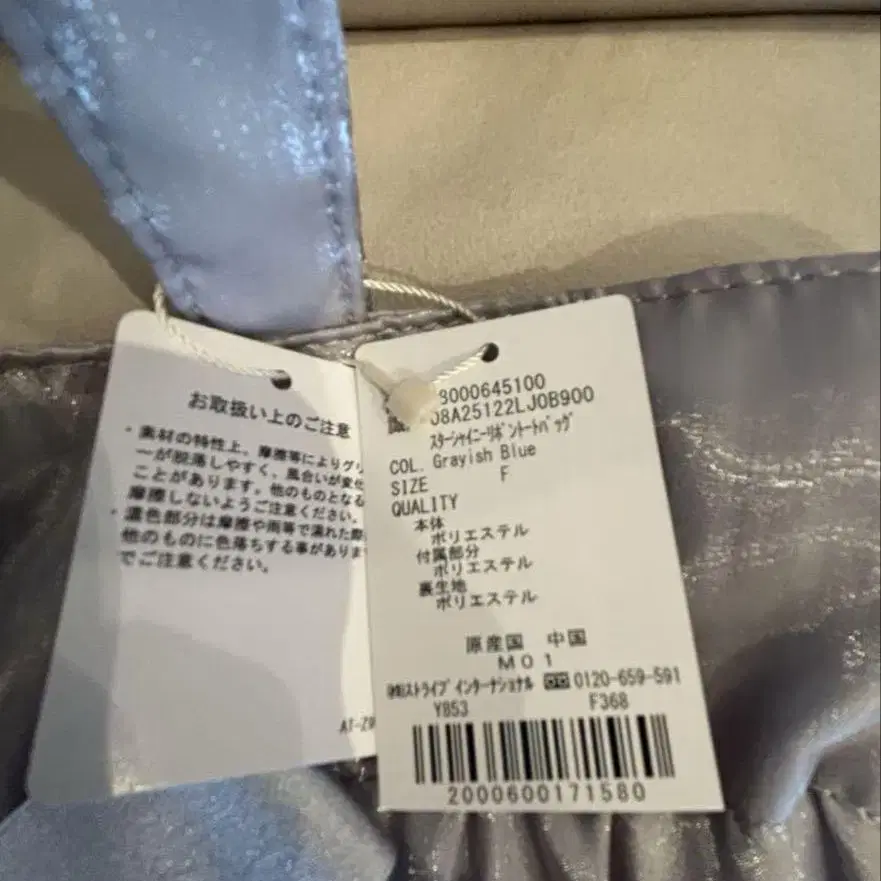 お取扱い上のご注意
・素材の特性上、摩擦等によりグリ
ーが脱落しやすく、風合いが変化
ことがあります。他のものとなる
摩擦しないようご注意ください。
・濃色部分は摩擦や雨等で濡れた際
他のものに色落ちする事がありま
でご注意ください。
8000645100
08A25122LJ0B900
スターシャイニーリボントートバッグ
COL. Grayish Blue
SIZE F
QUALITY
本体
ポリエステル
付属部分
ポリエステル
裏生地
ポリエステル
原産国 中国
M01
㈱ストライプインターナショナル 0120-659-591
Y853 F368
2000600171580